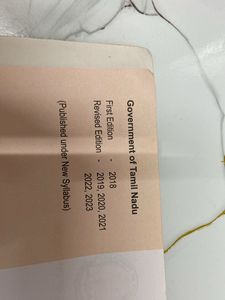 Government of Tamil Nadu
First Edition - 2018
Revised Edition - 2019, 2020, 2021
2022, 2023
(Published under New Syllabus)